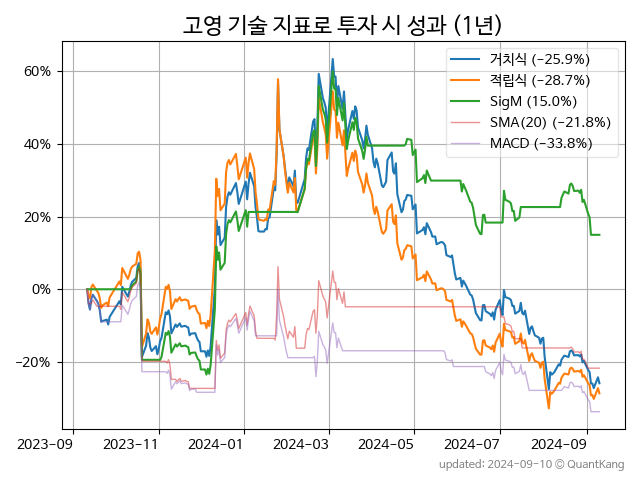 고영 기술 지표로 투자 시 성과 (1년)
거치식 (−25.9%)
적립식 (−28.7%)
SigM (15.0%)
SMA(20) (−21.8%)
MACD (−33.8%)
60%
40%
20%
0%
−20%
2023-09 2023-11 2024-01 2024-03 2024-05 2024-07 2024-09
updated: 2024-09-10 © QuantKang